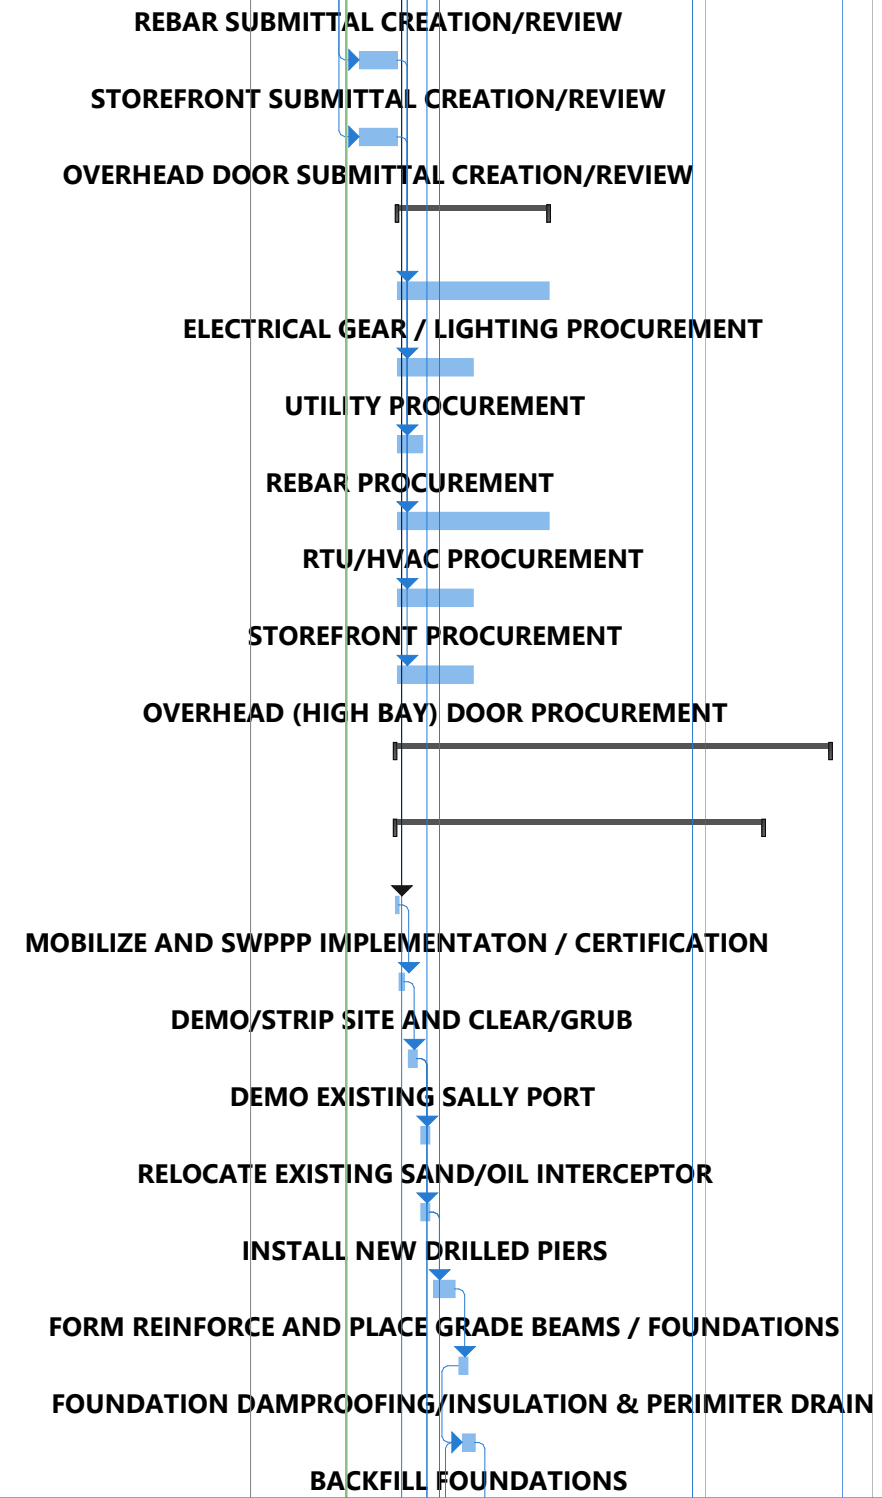 REBAR SUBMITTAL CREATION/REVIEW
STOREFRONT SUBMITTAL CREATION/REVIEW
OVERHEAD DOOR SUBMITTAL CREATION/REVIEW
ELECTRICAL GEAR / LIGHTING PROCUREMENT
UTILITY PROCUREMENT
REBAR PROCUREMENT
RTU/HVAC PROCUREMENT
STOREFRONT PROCUREMENT
OVERHEAD (HIGH BAY) DOOR PROCUREMENT
MOBILIZE AND SWPPP IMPLEMENTATON / CERTIFICATION
DEMO/STRIP SITE AND CLEAR/GRUB
DEMO EXISTING SALLY PORT
RELOCATE EXISTING SAND/OIL INTERCEPTOR
INSTALL NEW DRILLED PIERS
FORM REINFORCE AND PLACE GRADE BEAMS / FOUNDATIONS
FOUNDATION DAMPROOFING/INSULATION & PERIMITER DRAIN
BACKFILL FOUNDATIONS